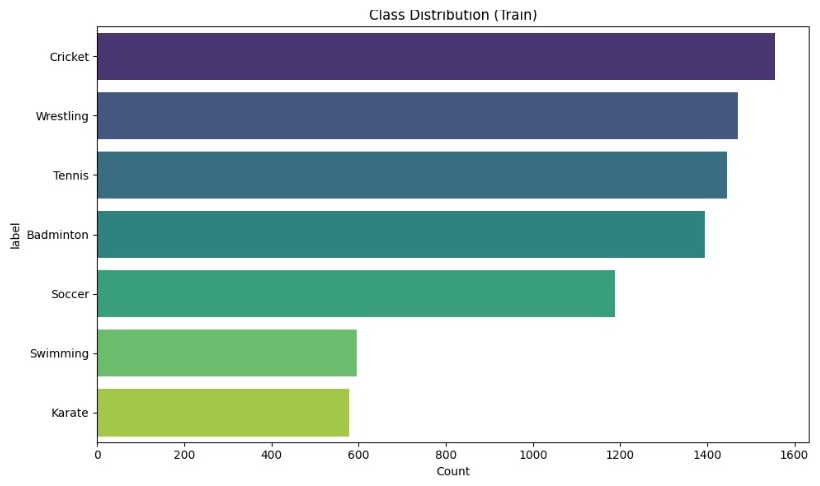 Class Distribution (Train)
Cricket
Wrestling
Tennis
Badminton
Soccer
Swimming
Karate
label
0 200 400 600 800 1000 1200 1400 1600
Count